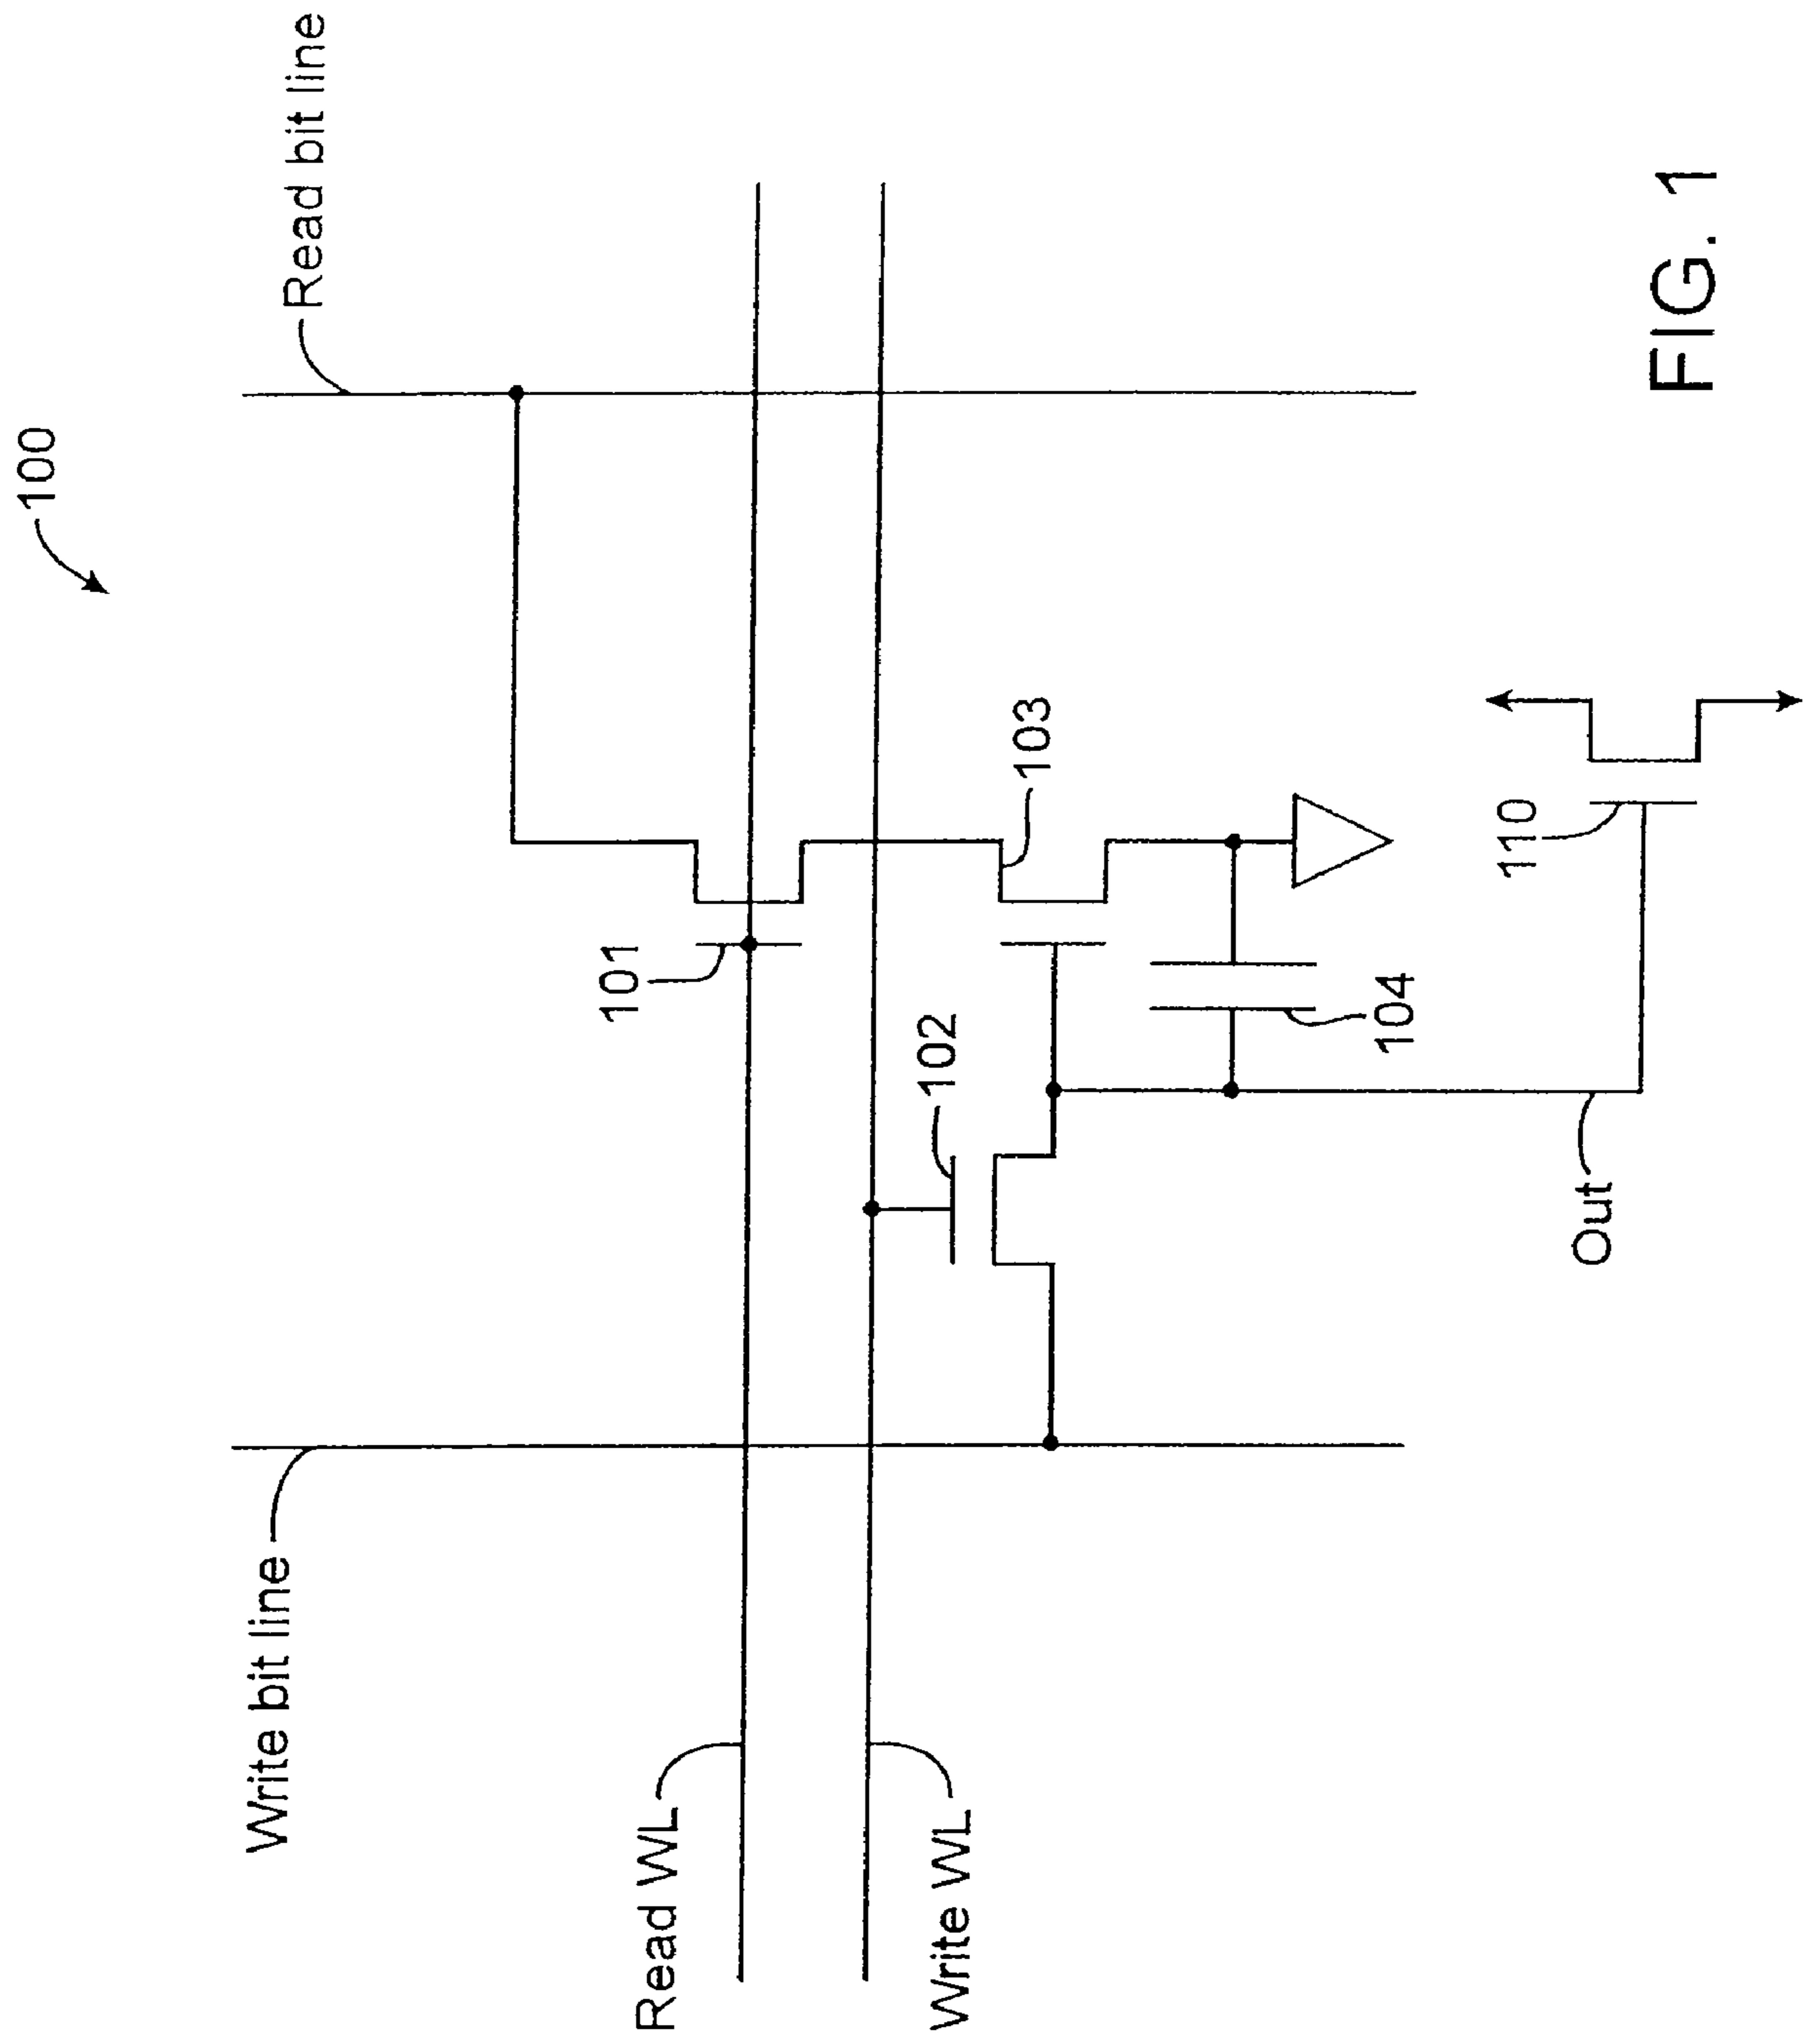 100
Write bit line
Read bit line
Read WL
101
Write WL
102
103
104
Out
110
FIG. 1